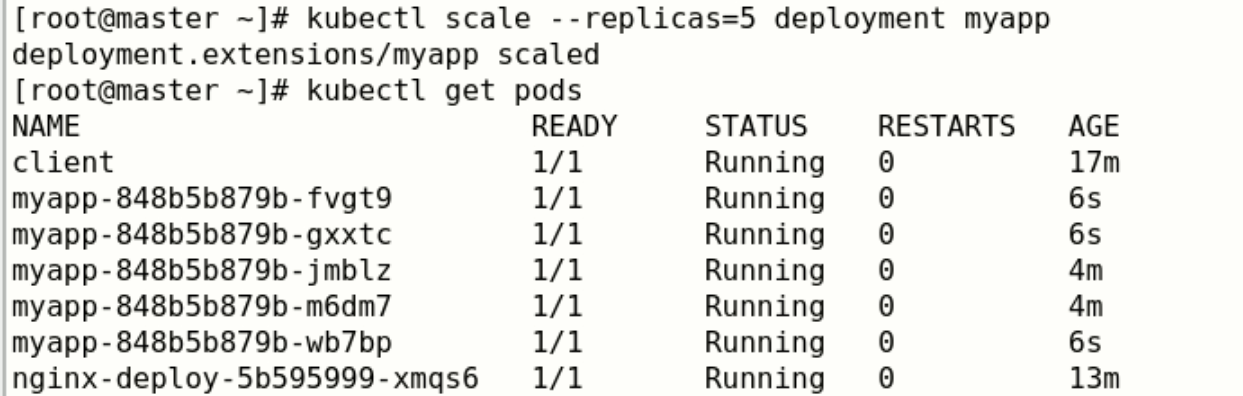 [root@master ~]# kubectl scale --replicas=5 deployment myapp
deployment.extensions/myapp scaled
[root@master ~]# kubectl get pods
NAME                          READY     STATUS    RESTARTS   AGE
client                        1/1       Running   0          17m
myapp-848b5b879b-fvgt9        1/1       Running   0          6s
myapp-848b5b879b-gxxtc        1/1       Running   0          6s
myapp-848b5b879b-jmblz        1/1       Running   0          4m
myapp-848b5b879b-m6dm7        1/1       Running   0          4m
myapp-848b5b879b-wb7bp        1/1       Running   0          6s
nginx-deploy-5b595999-xmqs6   1/1       Running   0          13m